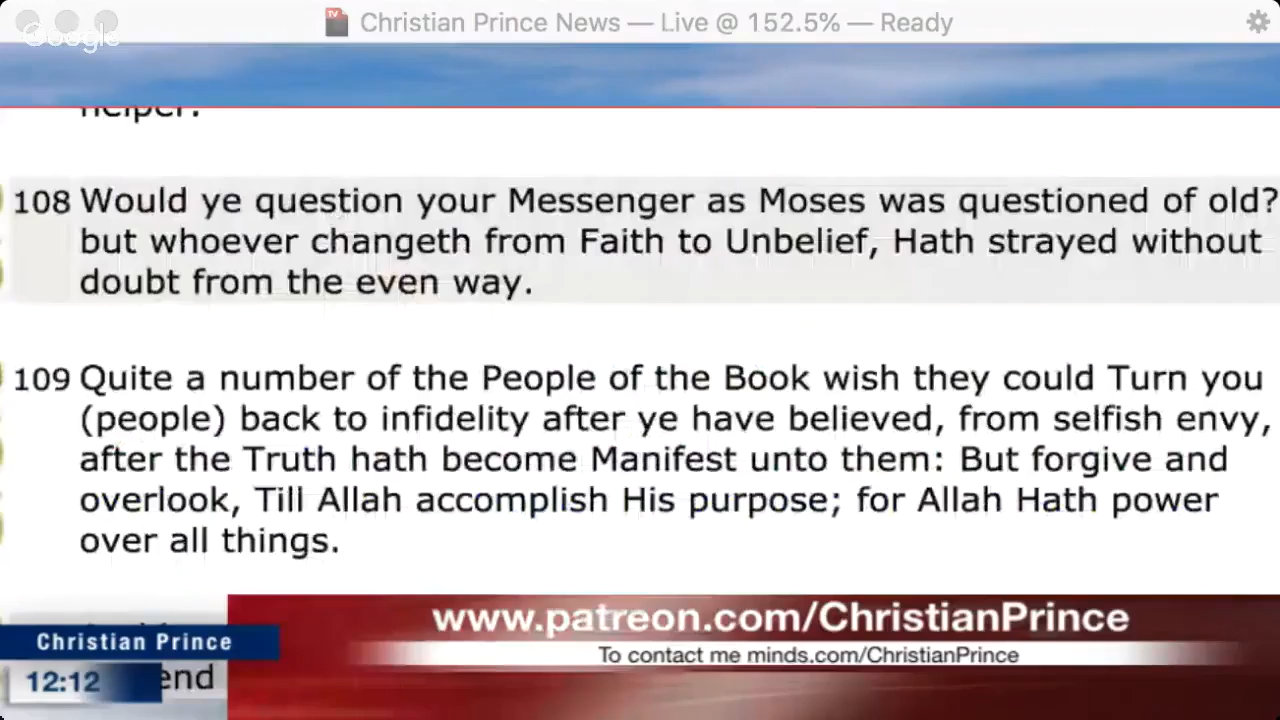 Christian Prince News — Live @ 152.5% — Ready
Google
TV
helper.
108 Would ye question your Messenger as Moses was questioned of old?
but whoever changeth from Faith to Unbelief, Hath strayed without
doubt from the even way.
109 Quite a number of the People of the Book wish they could Turn you
(people) back to infidelity after ye have believed, from selfish envy,
after the Truth hath become Manifest unto them: But forgive and
overlook, Till Allah accomplish His purpose; for Allah Hath power
over all things.
www.patreon.com/ChristianPrince
Christian Prince
To contact me minds.com/ChristianPrince
12:12
end